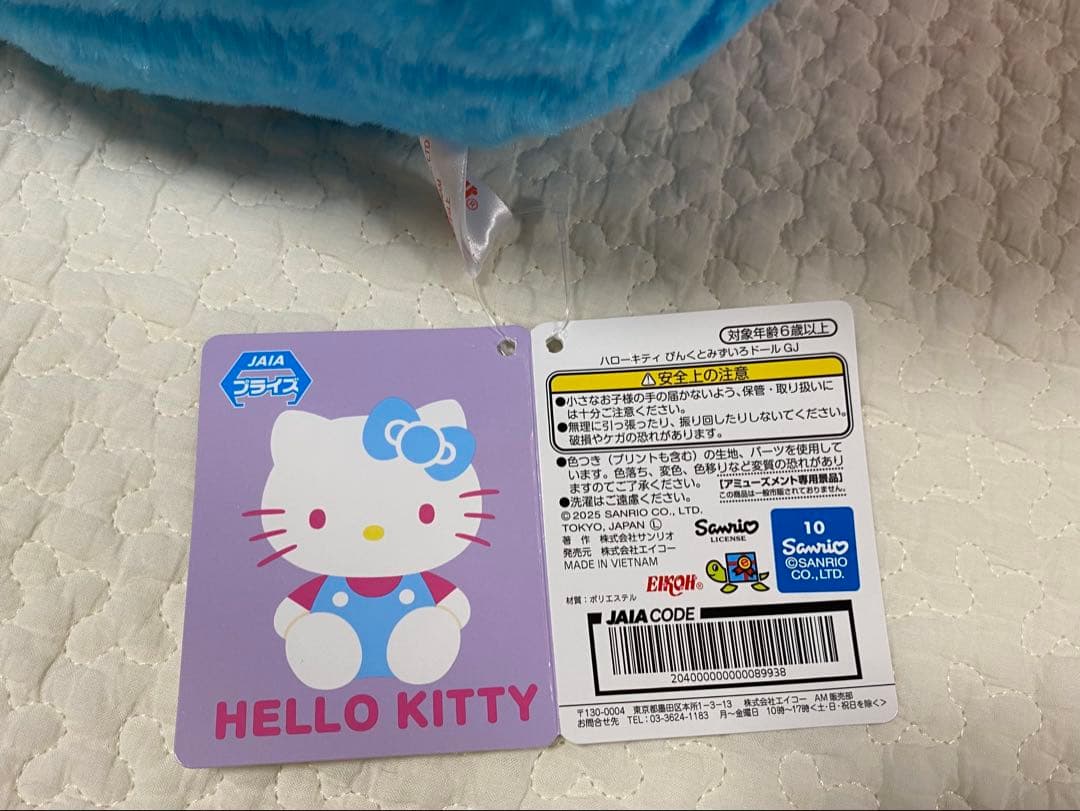 JAIA
プライズ
HELLO KITTY
対象年齢6歳以上
ハローキティ ぴんくとみずいろドール GJ
⚠安全上の注意
●小さなお子様の手の届かないよう、保管・取り扱いに
は十分ご注意ください。
●無理に引っ張ったり、振り回したりしないでください。
破損やケガの恐れがあります。
●色つき（プリントも含む）の生地、パーツを使用して
います。色落ち、変色、色移りなど変質の恐れがあり
ますのでご了承ください。
●洗濯はご遠慮ください。
【アミューズメント専用景品】
この商品は一般市販されておりません。
©2025 SANRIO CO., LTD.
TOKYO, JAPAN Ⓛ
著 作 株式会社サンリオ
発売元 株式会社エイコー
MADE IN VIETNAM
Sanrio
LICENSE
10
Sanrio
©SANRIO
CO.,LTD.
EIKOH®
材質：ポリエステル
JAIA CODE
204000000000089938
〒130-0004 東京都墨田区本所1-3-13 株式会社エイコー AM販売部
お問合せ先 TEL：03-3624-1183 月～金曜日 10時～17時<土・日・祝日を除く>